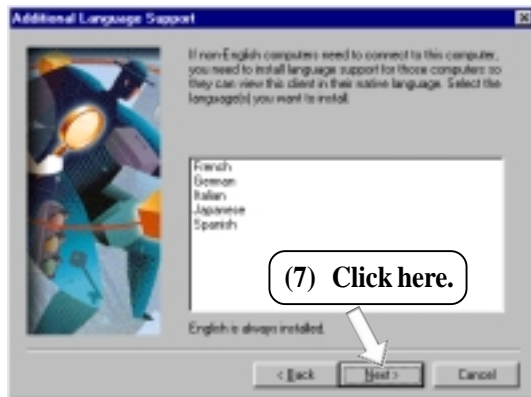 Additional Language Support
If non-English computers need to connect to this computer,
you need to install language support for those computers so
they can view this client in their native language. Select the
language(s) you want to install.
French
German
Italian
Japanese
Spanish
(7) Click here.
English is always installed.
< Back Next > Cancel